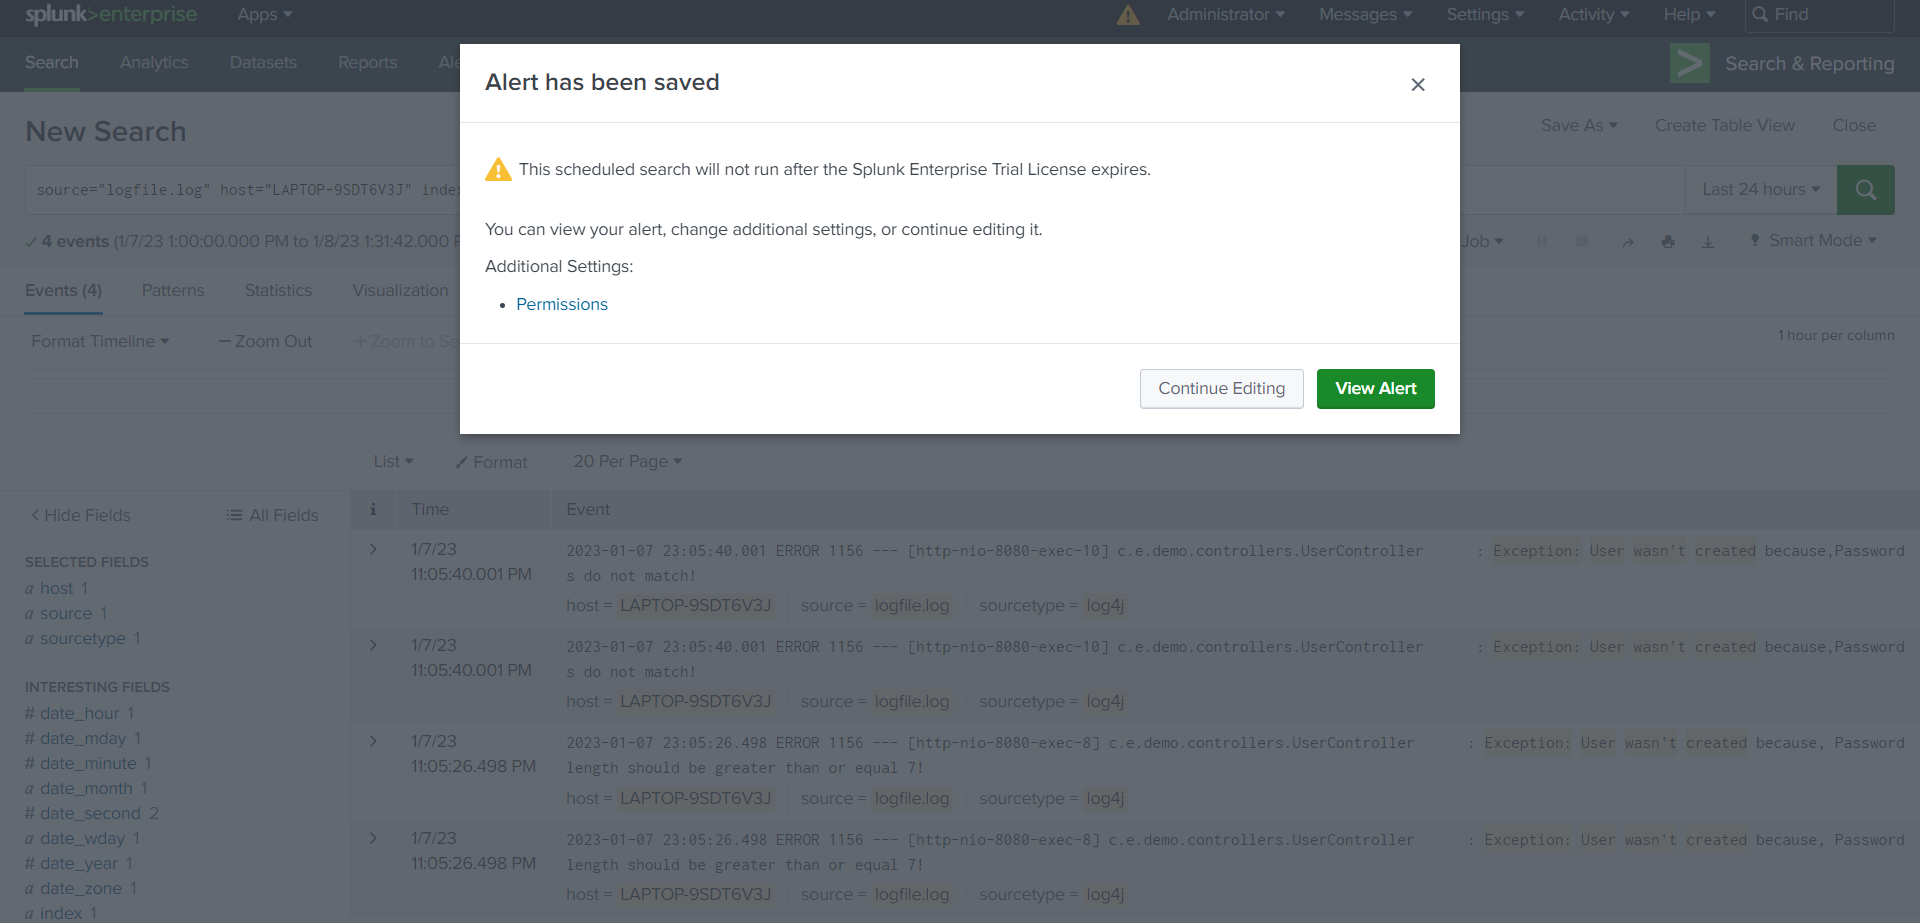 splunk>enterprise Apps Administrator Messages Settings Activity Help Find
Search Analytics Datasets Reports Ale Search & Reporting
Alert has been saved
New Search
Save As Create Table View Close
This scheduled search will not run after the Splunk Enterprise Trial License expires.
source="logfile.log" host="LAPTOP-9SDT6V3J" inde Last 24 hours
You can view your alert, change additional settings, or continue editing it.
4 events (1/7/23 1:00:00.000 PM to 1/8/23 1:31:42.000 Job Smart Mode
Additional Settings:
Events (4) Patterns Statistics Visualization
• Permissions
Format Timeline — Zoom Out + Zoom to Se 1 hour per column
Continue Editing View Alert
List Format 20 Per Page
< Hide Fields All Fields
i Time Event
SELECTED FIELDS
a host 1
a source 1
a sourcetype 1
INTERESTING FIELDS
# date_hour 1
# date_mday 1
# date_minute 1
a date_month 1
# date_second 2
a date_wday 1
# date_year 1
a date_zone 1
a index 1
> 1/7/23
11:05:40.001 PM
2023-01-07 23:05:40.001 ERROR 1156 --- [http-nio-8080-exec-10] c.e.demo.controllers.UserController : Exception: User wasn't created because,Password
s do not match!
host = LAPTOP-9SDT6V3J source = logfile.log sourcetype = log4j
> 1/7/23
11:05:40.001 PM
2023-01-07 23:05:40.001 ERROR 1156 --- [http-nio-8080-exec-10] c.e.demo.controllers.UserController : Exception: User wasn't created because,Password
s do not match!
host = LAPTOP-9SDT6V3J source = logfile.log sourcetype = log4j
> 1/7/23
11:05:26.498 PM
2023-01-07 23:05:26.498 ERROR 1156 --- [http-nio-8080-exec-8] c.e.demo.controllers.UserController : Exception: User wasn't created because, Password
length should be greater than or equal 7!
host = LAPTOP-9SDT6V3J source = logfile.log sourcetype = log4j
> 1/7/23
11:05:26.498 PM
2023-01-07 23:05:26.498 ERROR 1156 --- [http-nio-8080-exec-8] c.e.demo.controllers.UserController : Exception: User wasn't created because, Password
length should be greater than or equal 7!
host = LAPTOP-9SDT6V3J source = logfile.log sourcetype = log4j